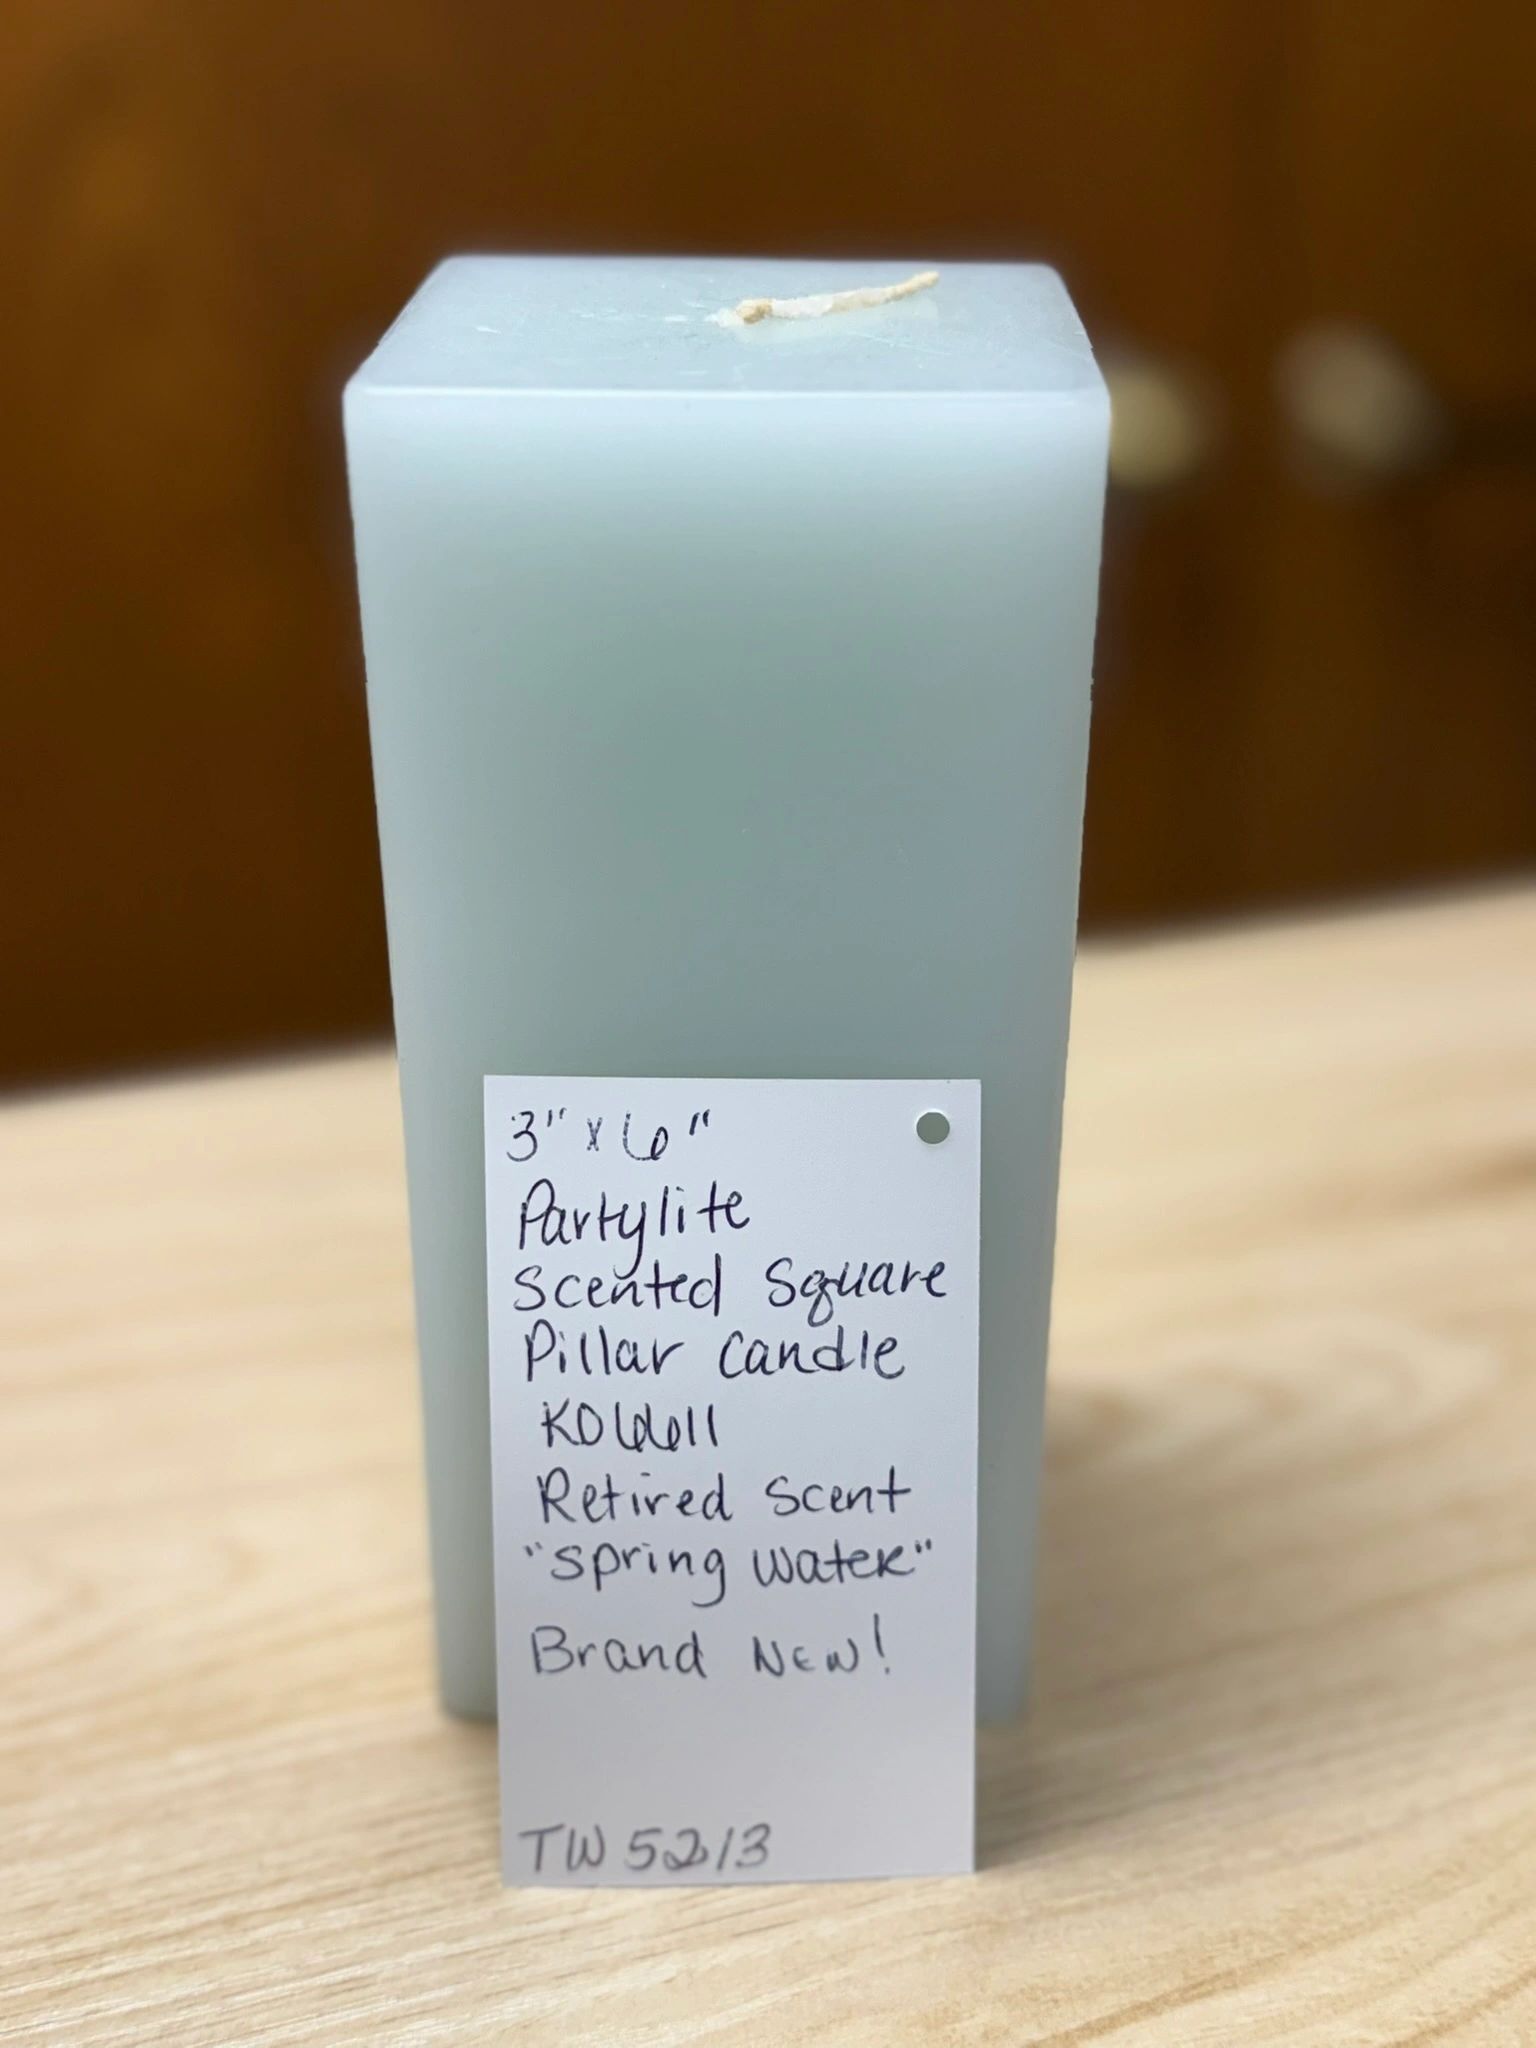 3" x 6"
Partylite
Scented Square
Pillar Candle
K06611
Retired Scent
"Spring Water"
Brand New!
TW 5213